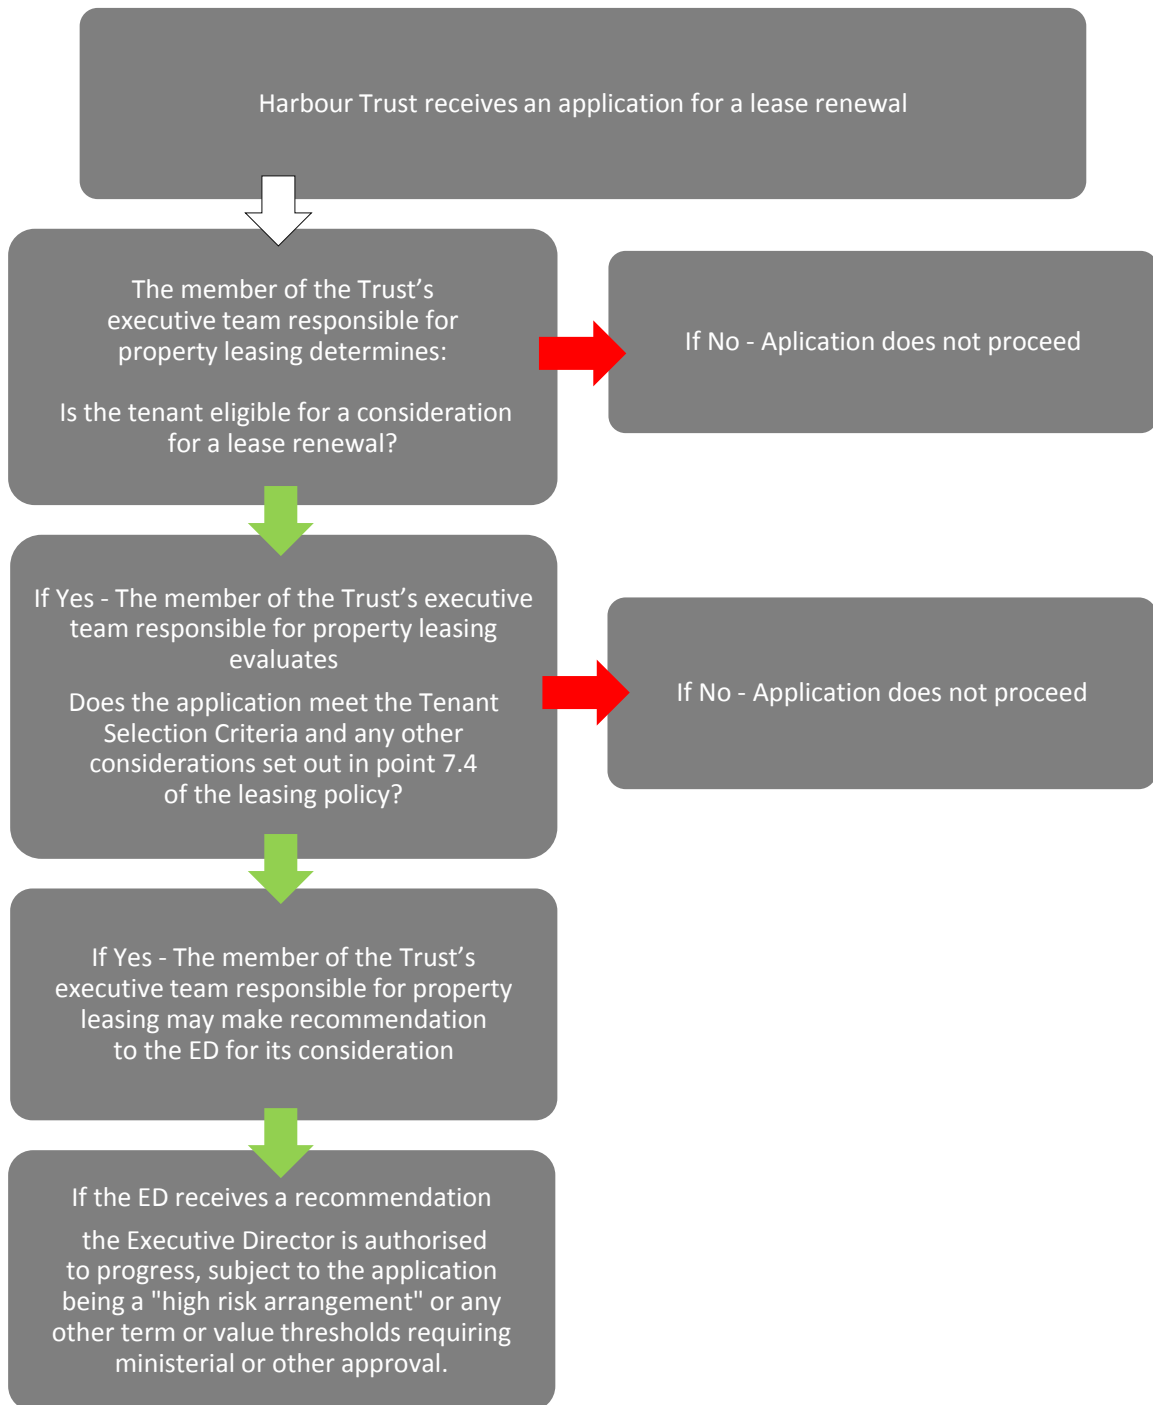 Harbour Trust receives an application for a lease renewal
The member of the Trust’s
executive team responsible for
property leasing determines:
Is the tenant eligible for a consideration
for a lease renewal?
If No - Aplication does not proceed
If Yes - The member of the Trust’s executive
team responsible for property leasing
evaluates
Does the application meet the Tenant
Selection Criteria and any other
considerations set out in point 7.4
of the leasing policy?
If No - Application does not proceed
If Yes - The member of the Trust’s
executive team responsible for property
leasing may make recommendation
to the ED for its consideration
If the ED receives a recommendation
the Executive Director is authorised
to progress, subject to the application
being a "high risk arrangement" or any
other term or value thresholds requiring
ministerial or other approval.